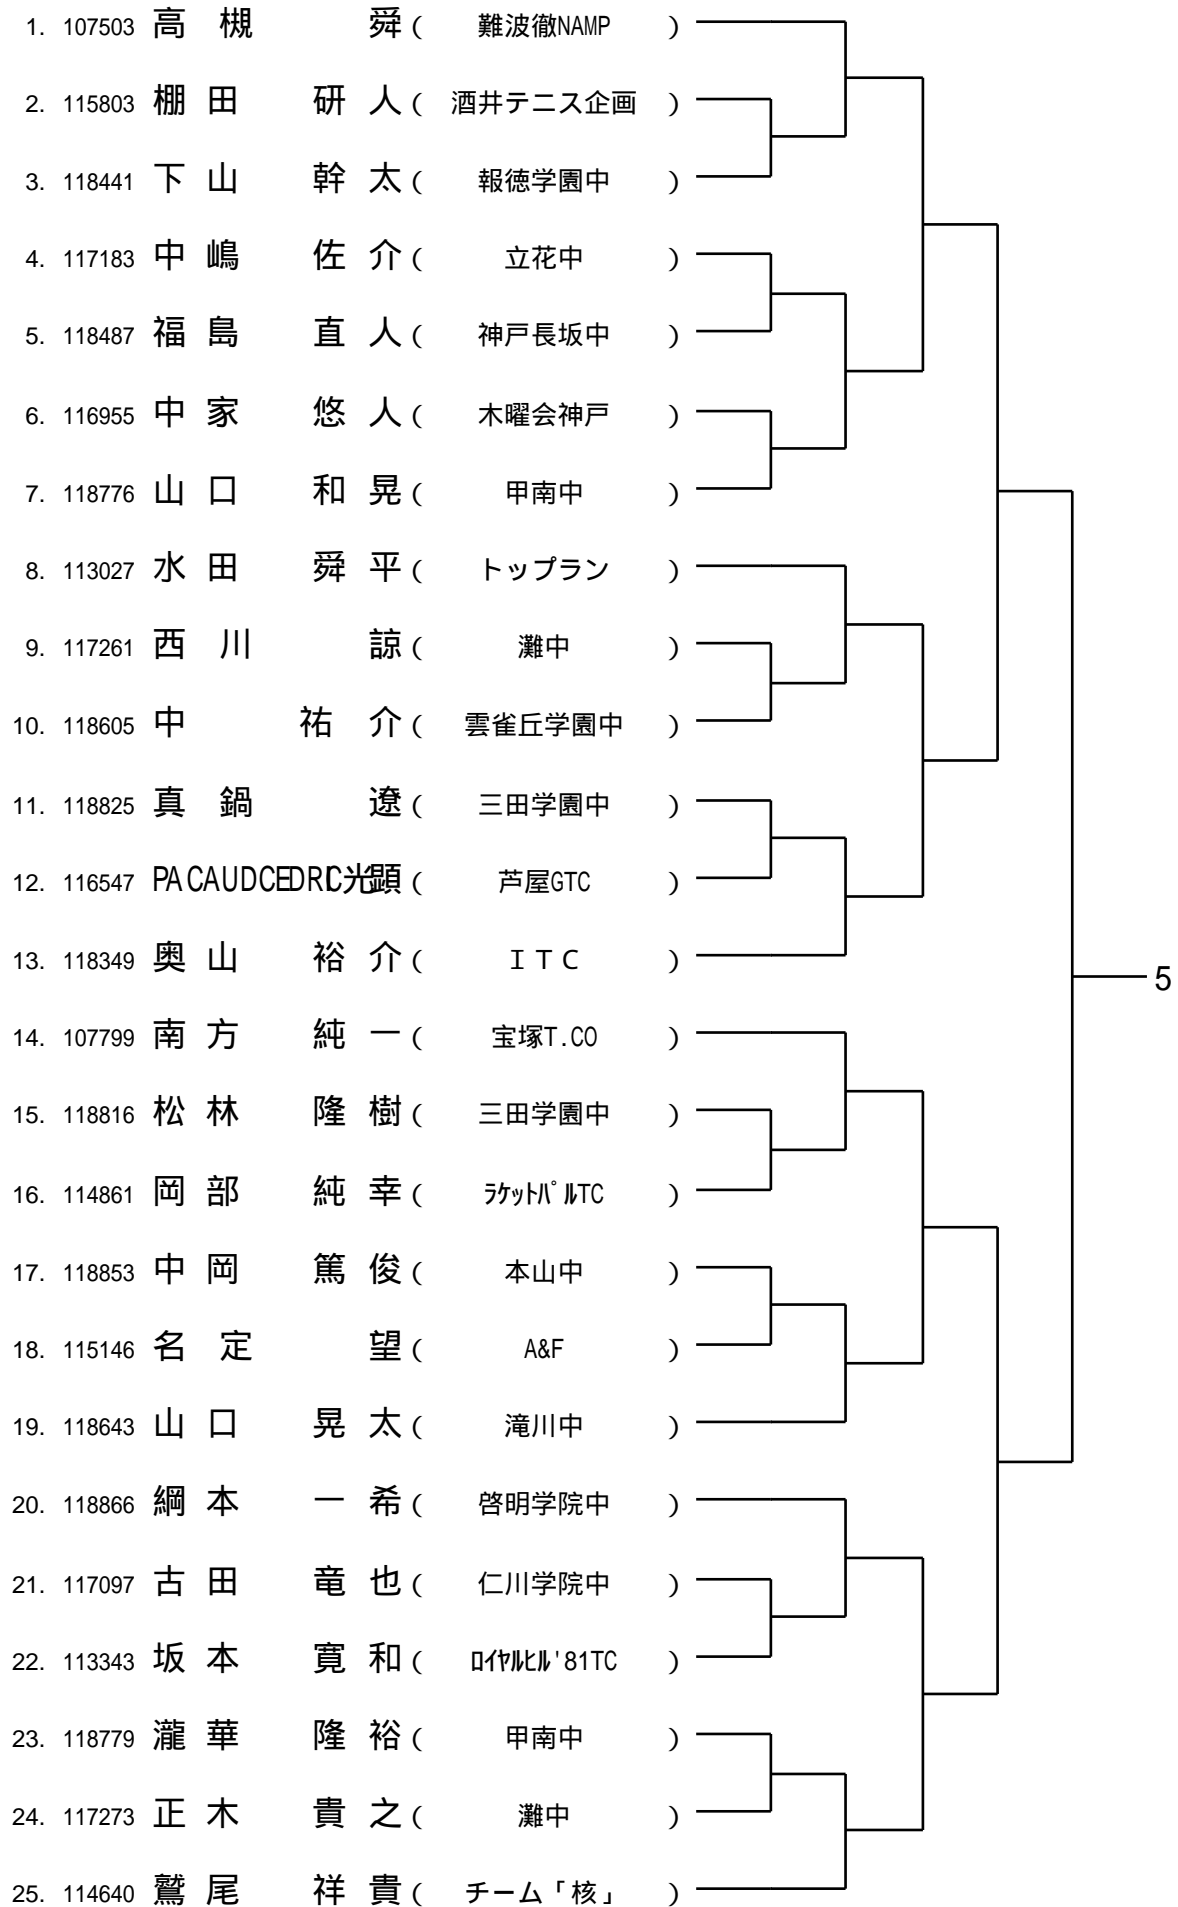 1. 107503 高槻 舜 ( 難波徹NAMP )
2. 115803 棚田 研人 ( 酒井テニス企画 )
3. 118441 下山 幹太 ( 報徳学園中 )
4. 117183 中嶋 佐介 ( 立花中 )
5. 118487 福島 直人 ( 神戸長坂中 )
6. 116955 中家 悠人 ( 木曜会神戸 )
7. 118776 山口 和晃 ( 甲南中 )
8. 113027 水田 舜平 ( トップラン )
9. 117261 西川 諒 ( 灘中 )
10. 118605 中 祐介 ( 雲雀丘学園中 )
11. 118825 真鍋 遼 ( 三田学園中 )
12. 116547 PACAUDCEDRIC光顕 ( 芦屋GTC )
13. 118349 奥山 裕介 ( ITC )
5
14. 107799 南方 純一 ( 宝塚T.CO )
15. 118816 松林 隆樹 ( 三田学園中 )
16. 114861 岡部 純幸 ( ﾗｹｯﾄﾊﾟﾙTC )
17. 118853 中岡 篤俊 ( 本山中 )
18. 115146 名定 望 ( A&F )
19. 118643 山口 晃太 ( 滝川中 )
20. 118866 綱本 一希 ( 啓明学院中 )
21. 117097 古田 竜也 ( 仁川学院中 )
22. 113343 坂本 寛和 ( ﾛｲﾔﾙﾋﾙ'81TC )
23. 118779 瀧華 隆裕 ( 甲南中 )
24. 117273 正木 貴之 ( 灘中 )
25. 114640 鷲尾 祥貴 ( チーム「核」 )